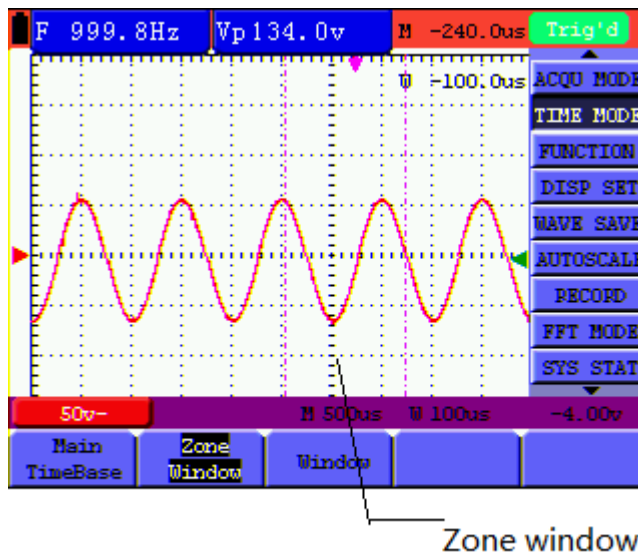 F 999.8Hz Vp134.0v M -240.0us Trig'd
W -100.0us
ACQU MODE
TIME MODE
FUNCTION
DISP SET
WAVE SAVE
AUTOSCALE
RECORD
FFT MODE
SYS STAT
50v~ M 500us W 100us -4.00v
Main TimeBase
Zone Window
Window
Zone window